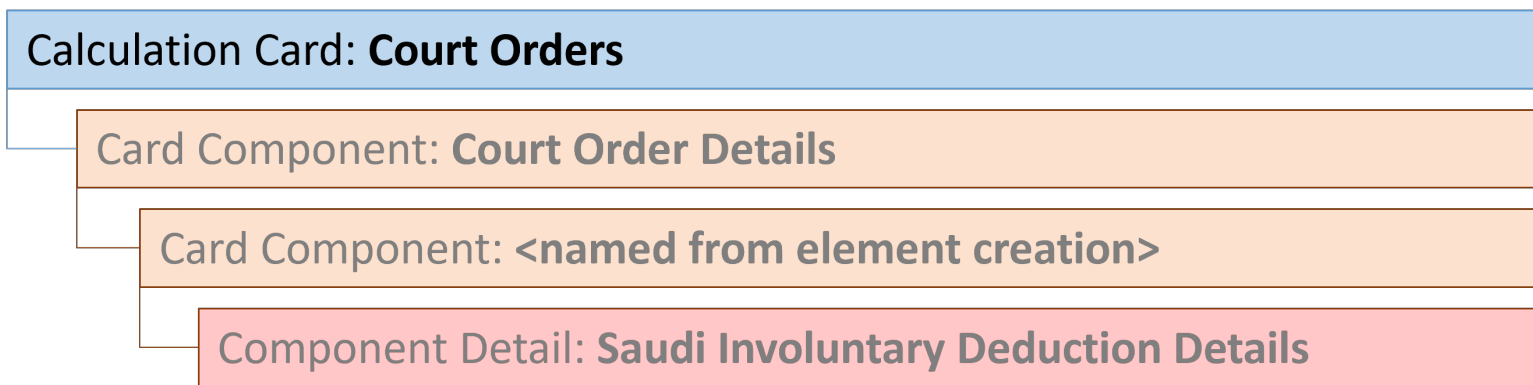 Calculation Card: Court Orders
Card Component: Court Order Details
Card Component: <named from element creation>
Component Detail: Saudi Involuntary Deduction Details